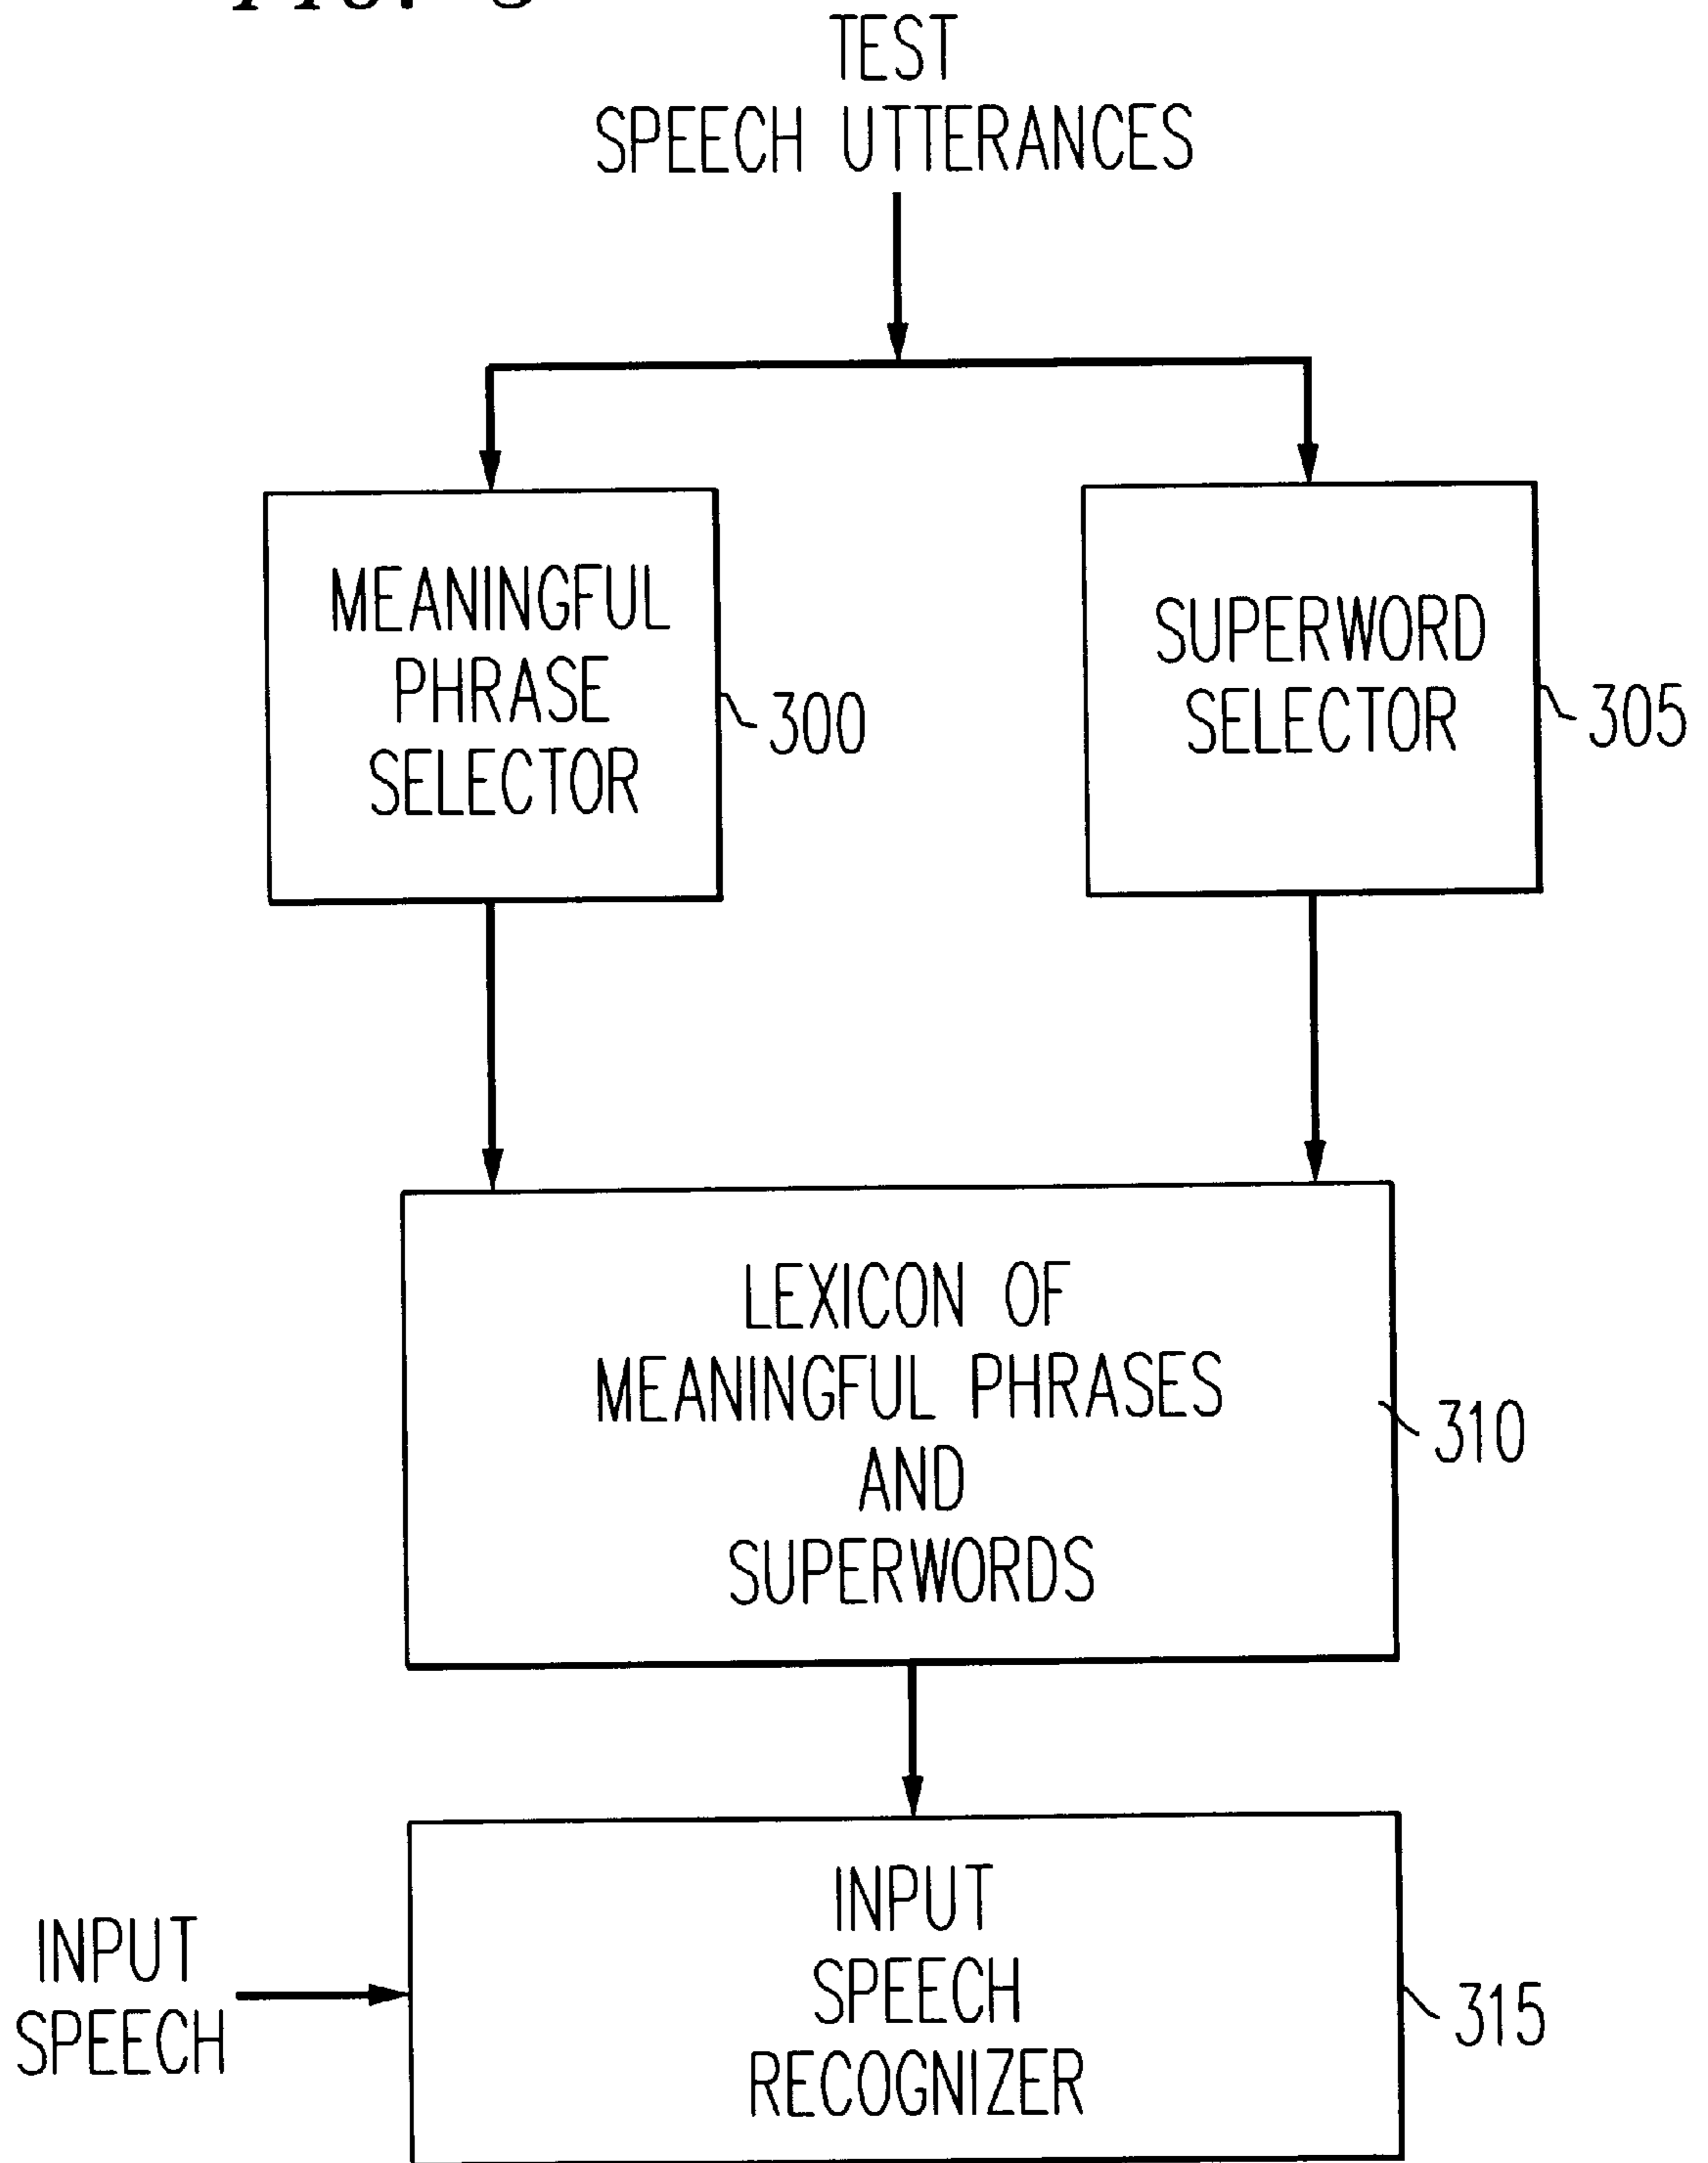 TEST
SPEECH UTTERANCES
MEANINGFUL
PHRASE
SELECTOR
300
SUPERWORD
SELECTOR
305
LEXICON OF
MEANINGFUL PHRASES
AND
SUPERWORDS
310
INPUT
SPEECH
INPUT
SPEECH
RECOGNIZER
315